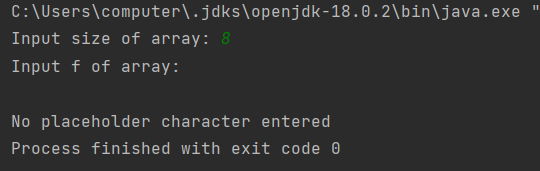 C:\Users\computer\.jdks\openjdk-18.0.2\bin\java.exe "
Input size of array: 8
Input f of array:
No placeholder character entered
Process finished with exit code 0